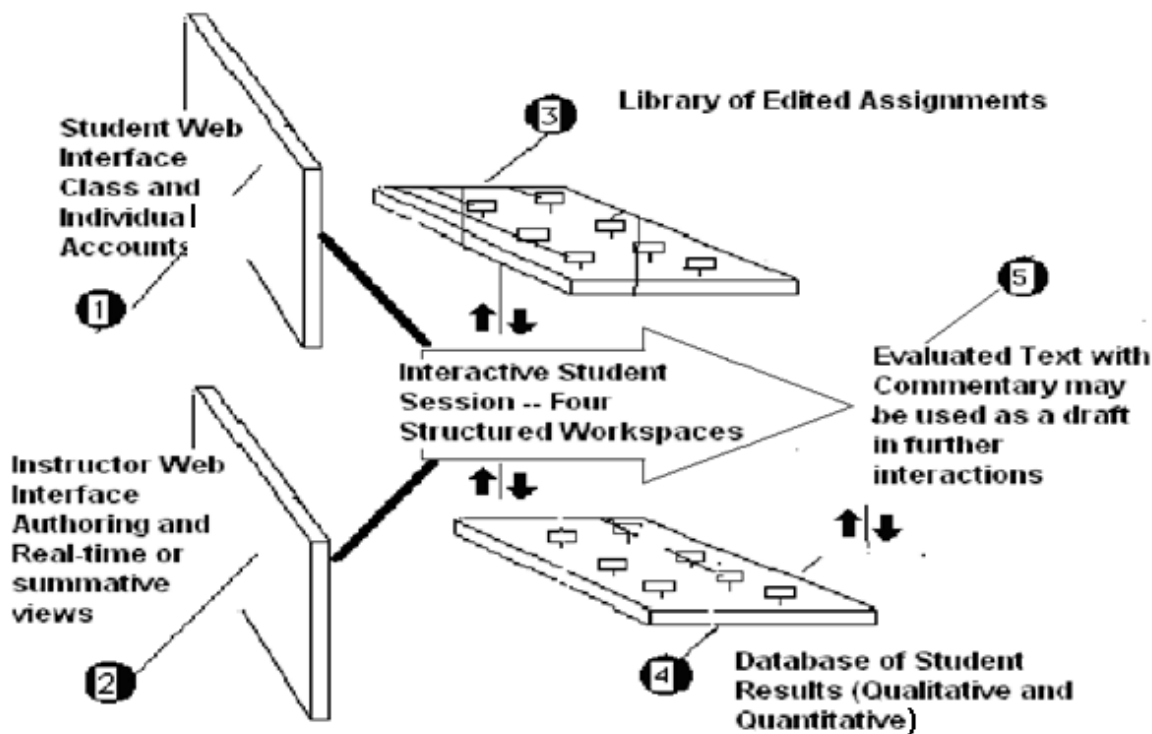 Student Web
Interface
Class and
Individual
Accounts
1
3
Library of Edited Assignments
5
Evaluated Text with
Commentary may
be used as a draft
in further
interactions
Interactive Student
Session -- Four
Structured Workspaces
Instructor Web
Interface
Authoring and
Real-time or
summative
views
2
4
Database of Student
Results (Qualitative and
Quantitative)